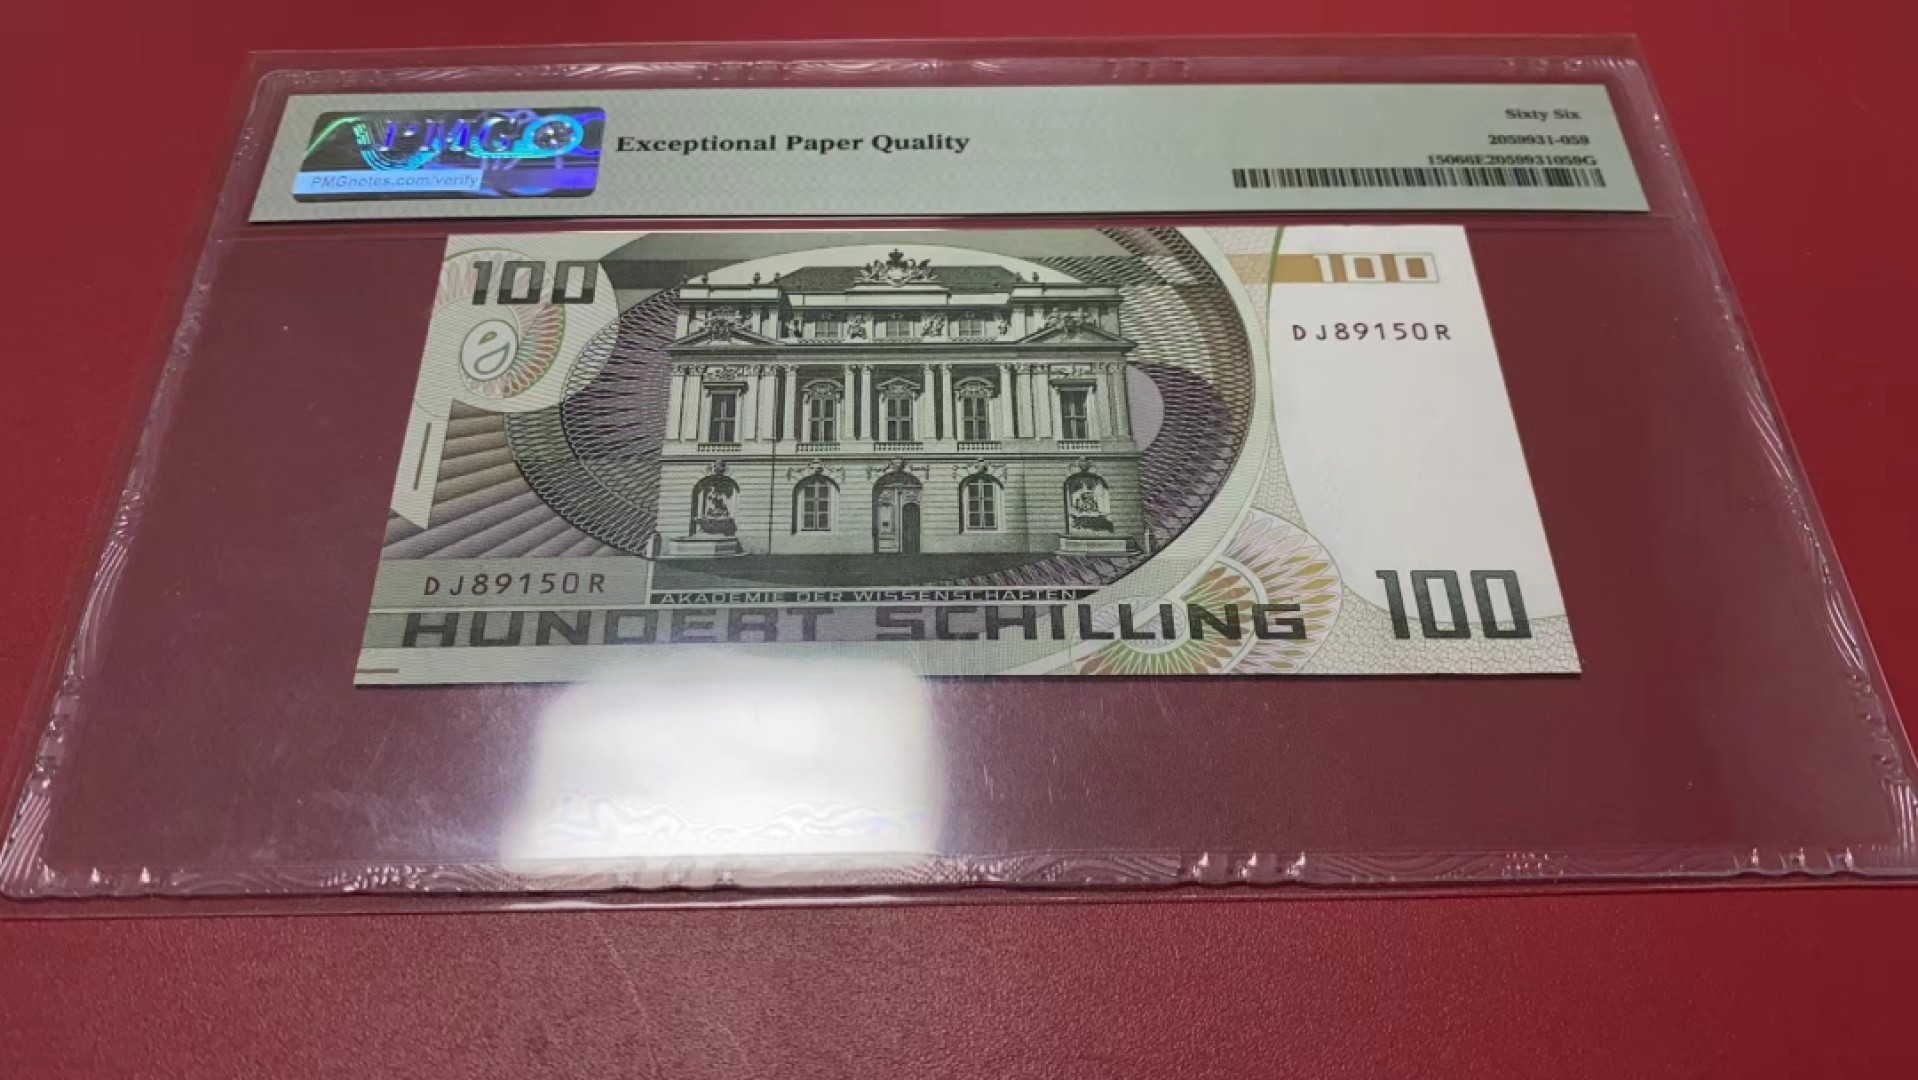 PMG
PMGnotes.com/verify
Exceptional Paper Quality
Sixty Six
2059931-059
15066E2059931059G
100
100
DJ89150R
DJ89150R
AKADEMIE DER WISSENSCHAFTEN
HUNDERT SCHILLING
100